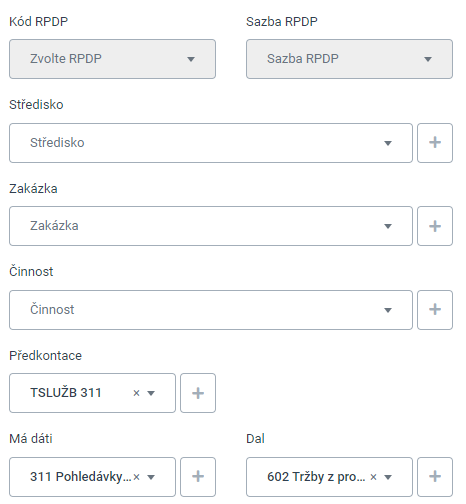 Kód RPDP Sazba RPDP
Zvolte RPDP Sazba RPDP
Středisko
Středisko
Zakázka
Zakázka
Činnost
Činnost
Předkontace
TSLUŽB 311 ×
Má dáti Dal
311 Pohledávky...× 602 Tržby z pro... ×